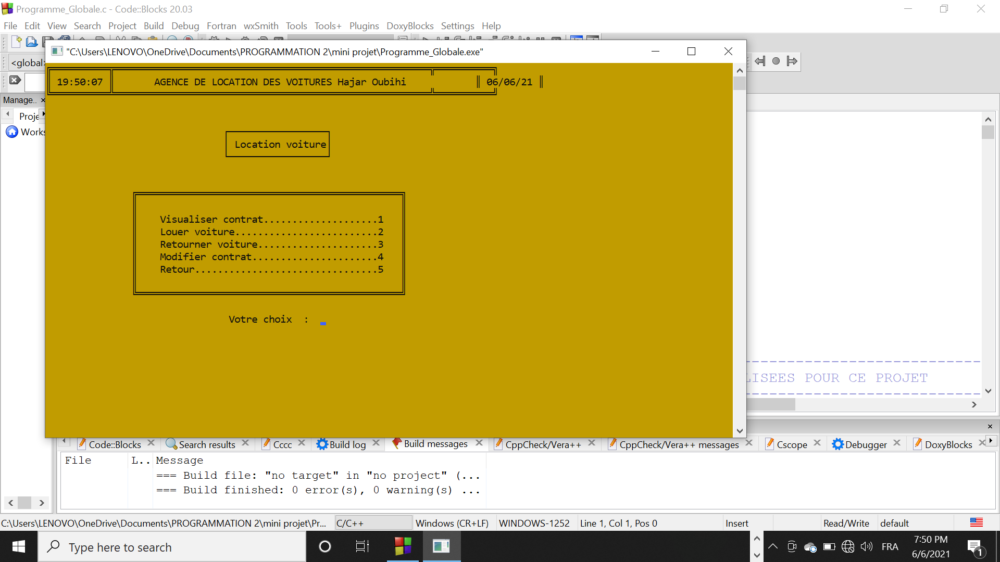 Programme_Globale.c - Code::Blocks 20.03
File Edit View Search Project Build Debug Fortran wxSmith Tools Tools+ Plugins DoxyBlocks Settings Help
"C:\Users\LENOVO\OneDrive\Documents\PROGRAMMATION 2\mini projet\Programme_Globale.exe"
<global>
19:50:07 AGENCE DE LOCATION DES VOITURES Hajar Oubihi 06/06/21
Manage..
Proje
Works
Location voiture
Visualiser contrat....................1
Louer voiture.........................2
Retourner voiture.....................3
Modifier contrat......................4
Retour................................5
Votre choix :
LISEES POUR CE PROJET
Code::Blocks Search results Cccc Build log Build messages CppCheck/Vera++ CppCheck/Vera++ messages Cscope Debugger DoxyBlocks
File L.. Message
=== Build file: "no target" in "no project" (...
=== Build finished: 0 error(s), 0 warning(s) ...
C:\Users\LENOVO\OneDrive\Documents\PROGRAMMATION 2\mini projet\Pr... C/C++ Windows (CR+LF) WINDOWS-1252 Line 1, Col 1, Pos 0 Insert Read/Write default
Type here to search
FRA
7:50 PM
6/6/2021
1